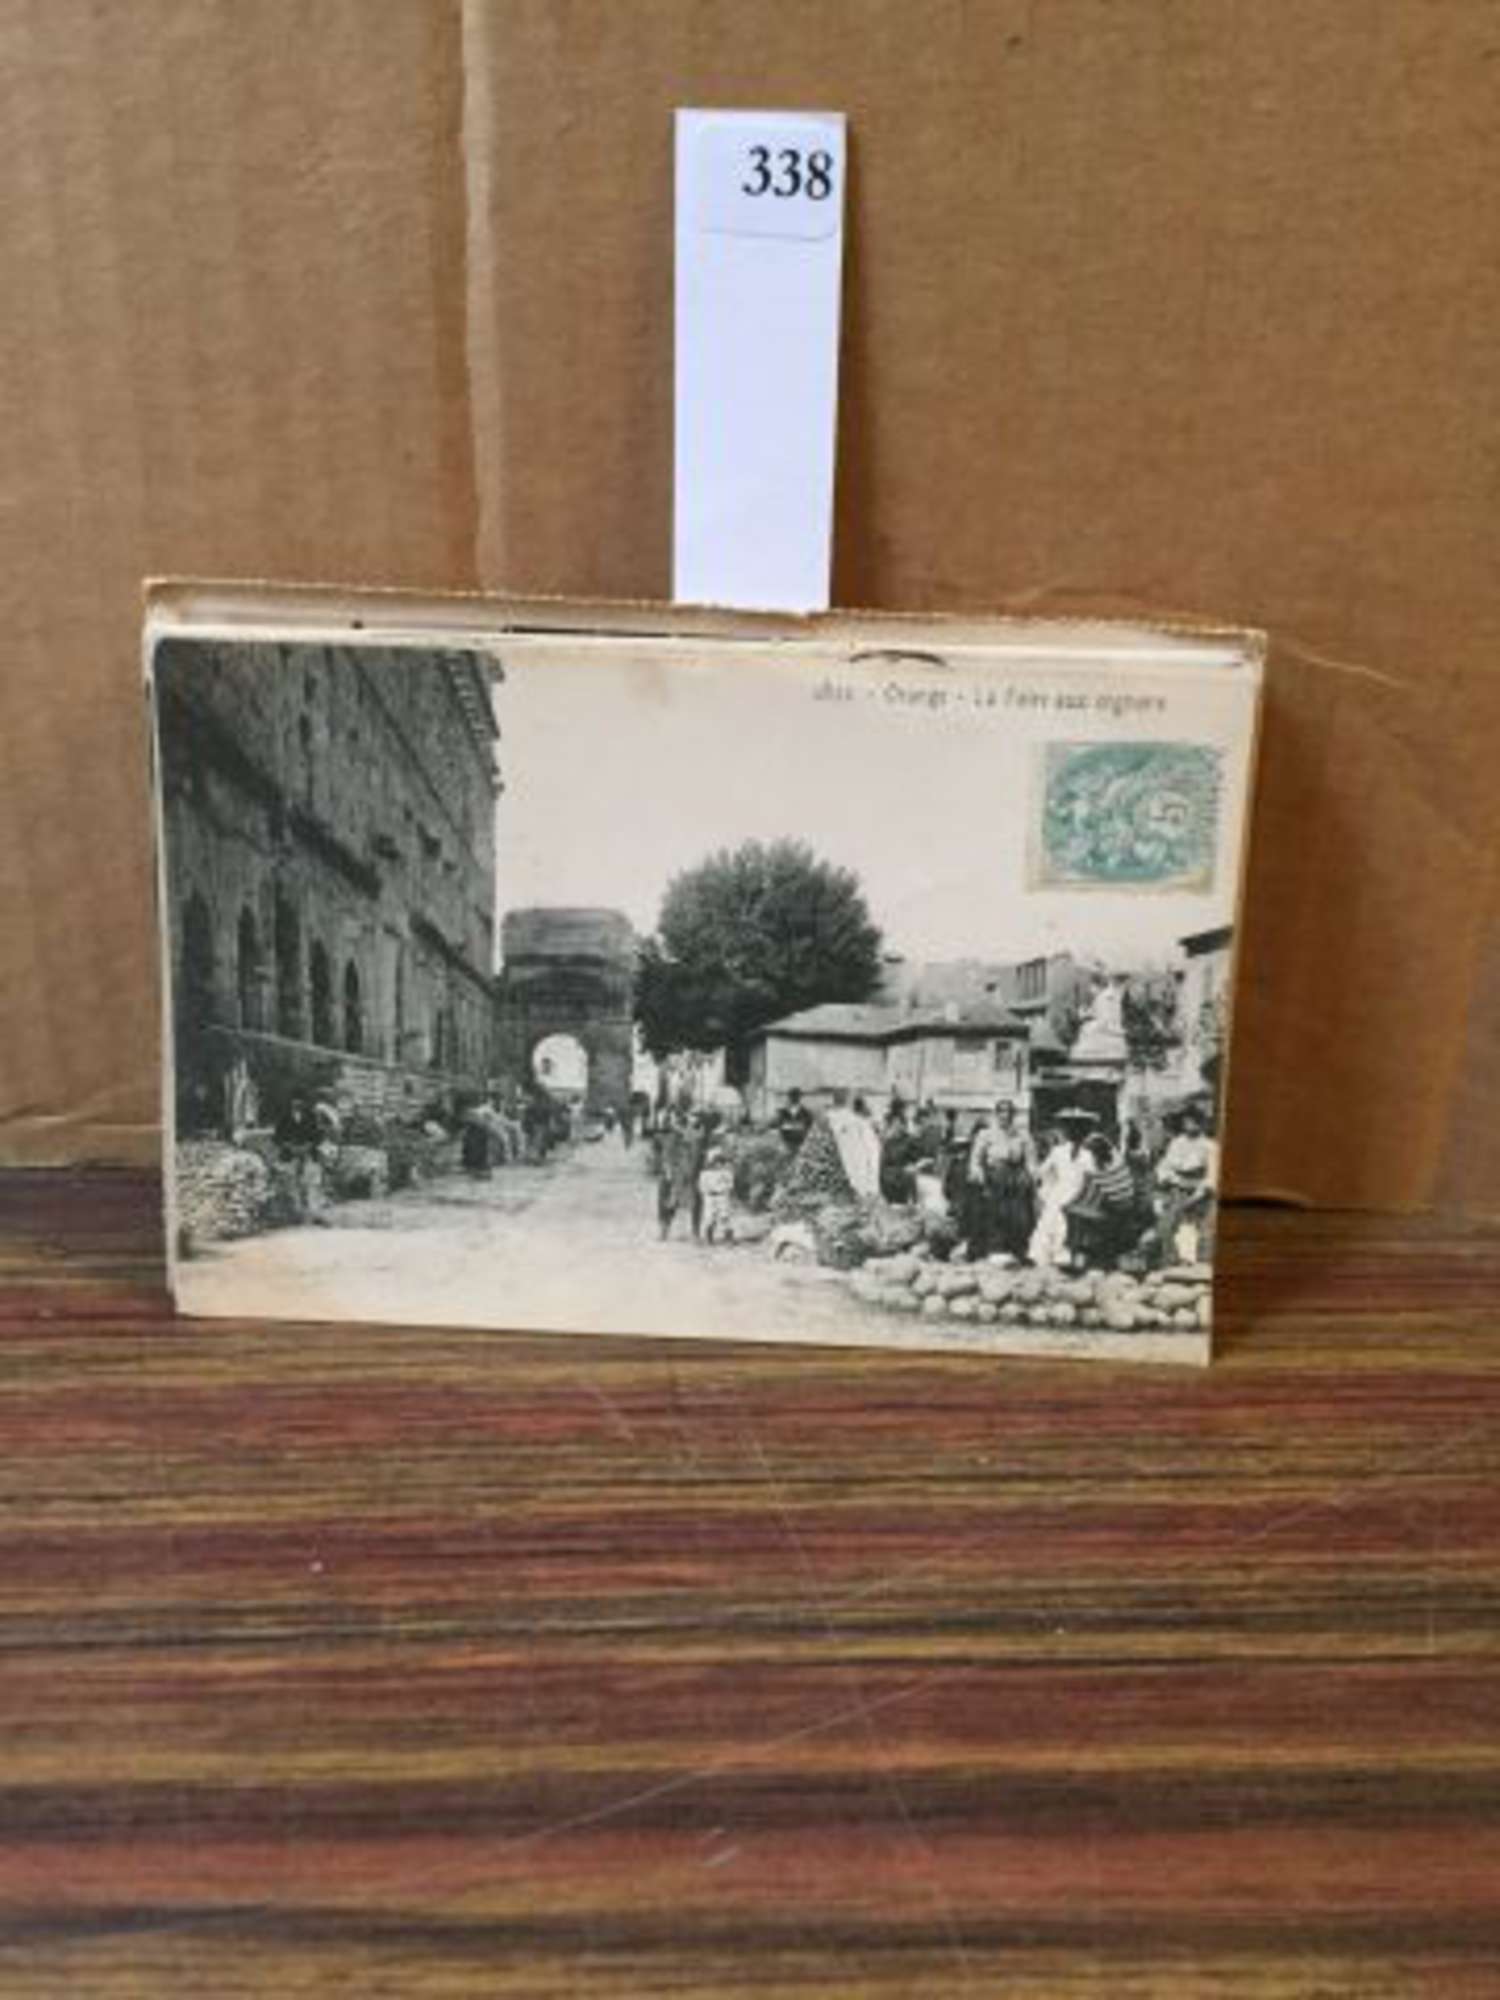 338
- Orange - La Foire aux oignons